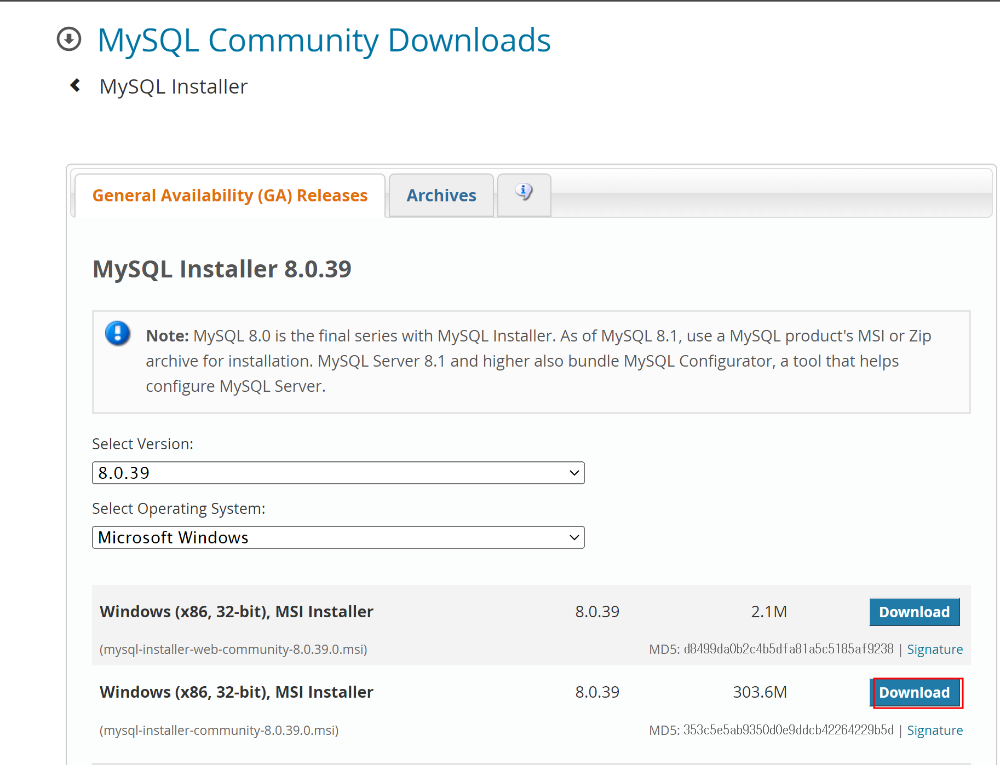 MySQL Community Downloads
MySQL Installer
General Availability (GA) Releases
Archives
MySQL Installer 8.0.39
Note: MySQL 8.0 is the final series with MySQL Installer. As of MySQL 8.1, use a MySQL product's MSI or Zip
archive for installation. MySQL Server 8.1 and higher also bundle MySQL Configurator, a tool that helps
configure MySQL Server.
Select Version:
8.0.39
Select Operating System:
Microsoft Windows
Windows (x86, 32-bit), MSI Installer 8.0.39 2.1M Download
(mysql-installer-web-community-8.0.39.0.msi) MD5: d8499da0b2c4b5dfa81a5c5185af9238 | Signature
Windows (x86, 32-bit), MSI Installer 8.0.39 303.6M Download
(mysql-installer-community-8.0.39.0.msi) MD5: 353c5e5ab9350d0e9ddcb42264229b5d | Signature